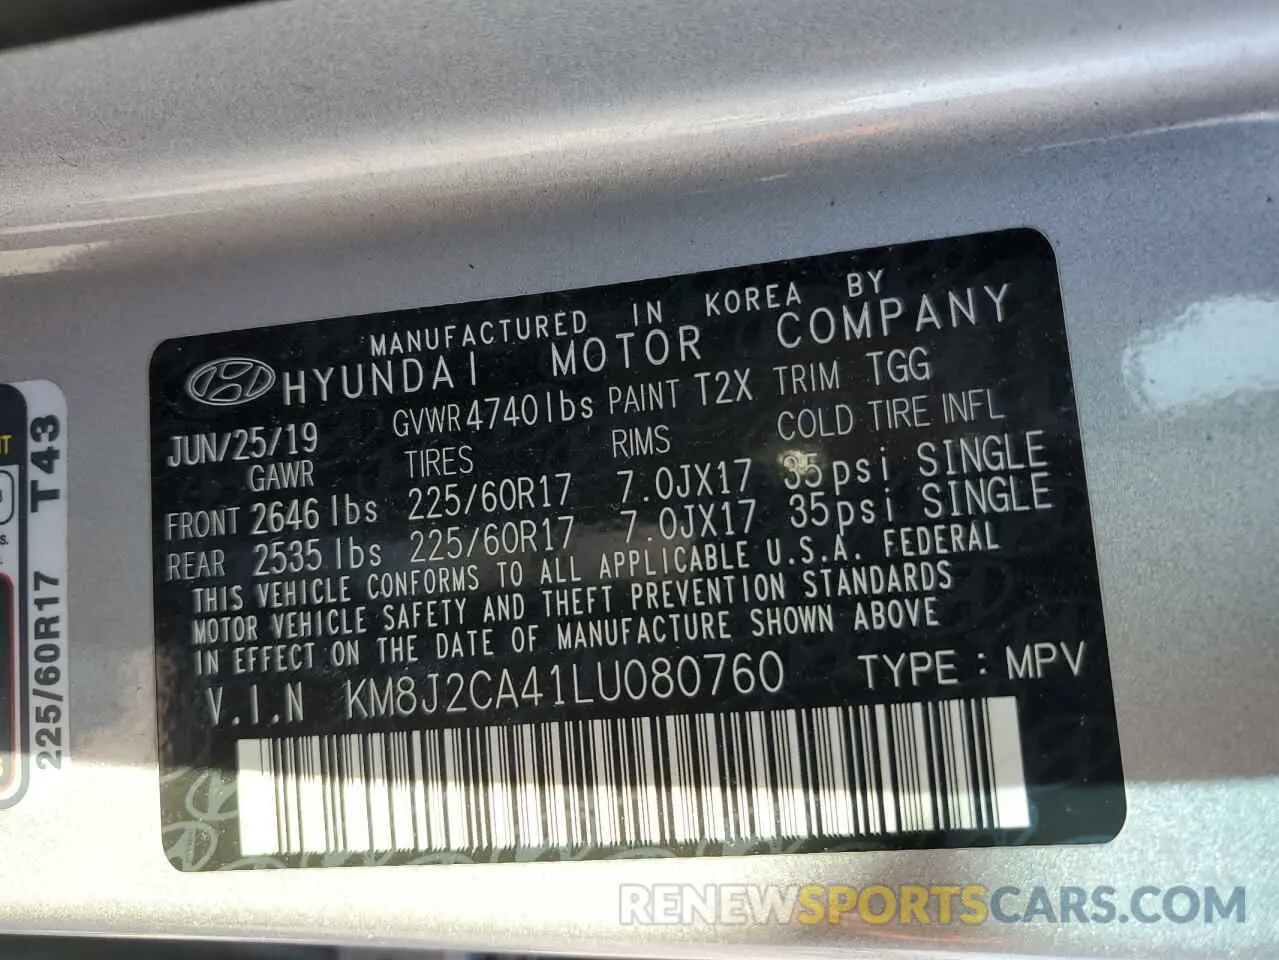 MANUFACTURED IN KOREA BY
HYUNDAI MOTOR COMPANY
JUN/25/19 GVWR 4740 lbs PAINT T2X TRIM TGG
GAWR TIRES RIMS COLD TIRE INFL
FRONT 2646 lbs 225/60R17 7.0JX17 35psi SINGLE
REAR 2535 lbs 225/60R17 7.0JX17 35psi SINGLE
THIS VEHICLE CONFORMS TO ALL APPLICABLE U.S.A. FEDERAL
MOTOR VEHICLE SAFETY AND THEFT PREVENTION STANDARDS
IN EFFECT ON THE DATE OF MANUFACTURE SHOWN ABOVE
V.I.N KM8J2CA41LU080760 TYPE : MPV
225/60R17 T43
RENEWSPORTSCARS.COM